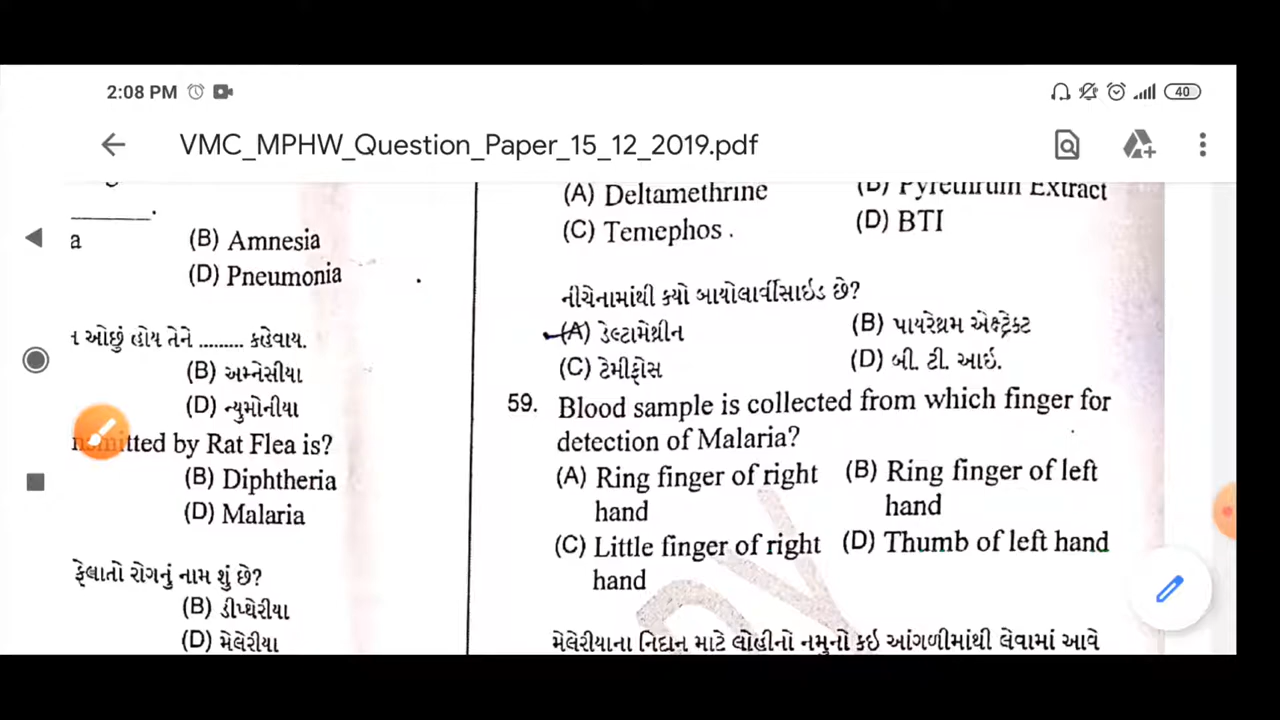 2:08 PM
40
VMC_MPHW_Question_Paper_15_12_2019.pdf
a
(B) Amnesia
(D) Pneumonia
ન ઓછું હોય તેને ......... કહેવાય.
(B) અમ્નેસીયા
(D) ન્યુમોનીયા
by Rat Flea is?
(B) Diphtheria
(D) Malaria
ફેલાતો રોગનું નામ શું છે?
(B) ડીપ્થેરીયા
(D) મેલેરીયા
(A) Deltamethrine
Pyrethrum Extract
(C) Temephos .
(D) BTI
નીચેનામાંથી ક્યો બાયોલાર્વીસાઇડ છે?
(A) ડેલ્ટામેથ્રીન
(B) પાયરેથ્રમ એક્ષ્ટ્રેક્ટ
(C) ટેમીફોસ
(D) બી. ટી. આઇ.
59. Blood sample is collected from which finger for
detection of Malaria?
(A) Ring finger of right
hand
(B) Ring finger of left
hand
(C) Little finger of right
hand
(D) Thumb of left hand
મેલેરીયાના નિદાન માટે લોહીનો નમુનો કઇ આંગળીમાંથી લેવામાં આવે